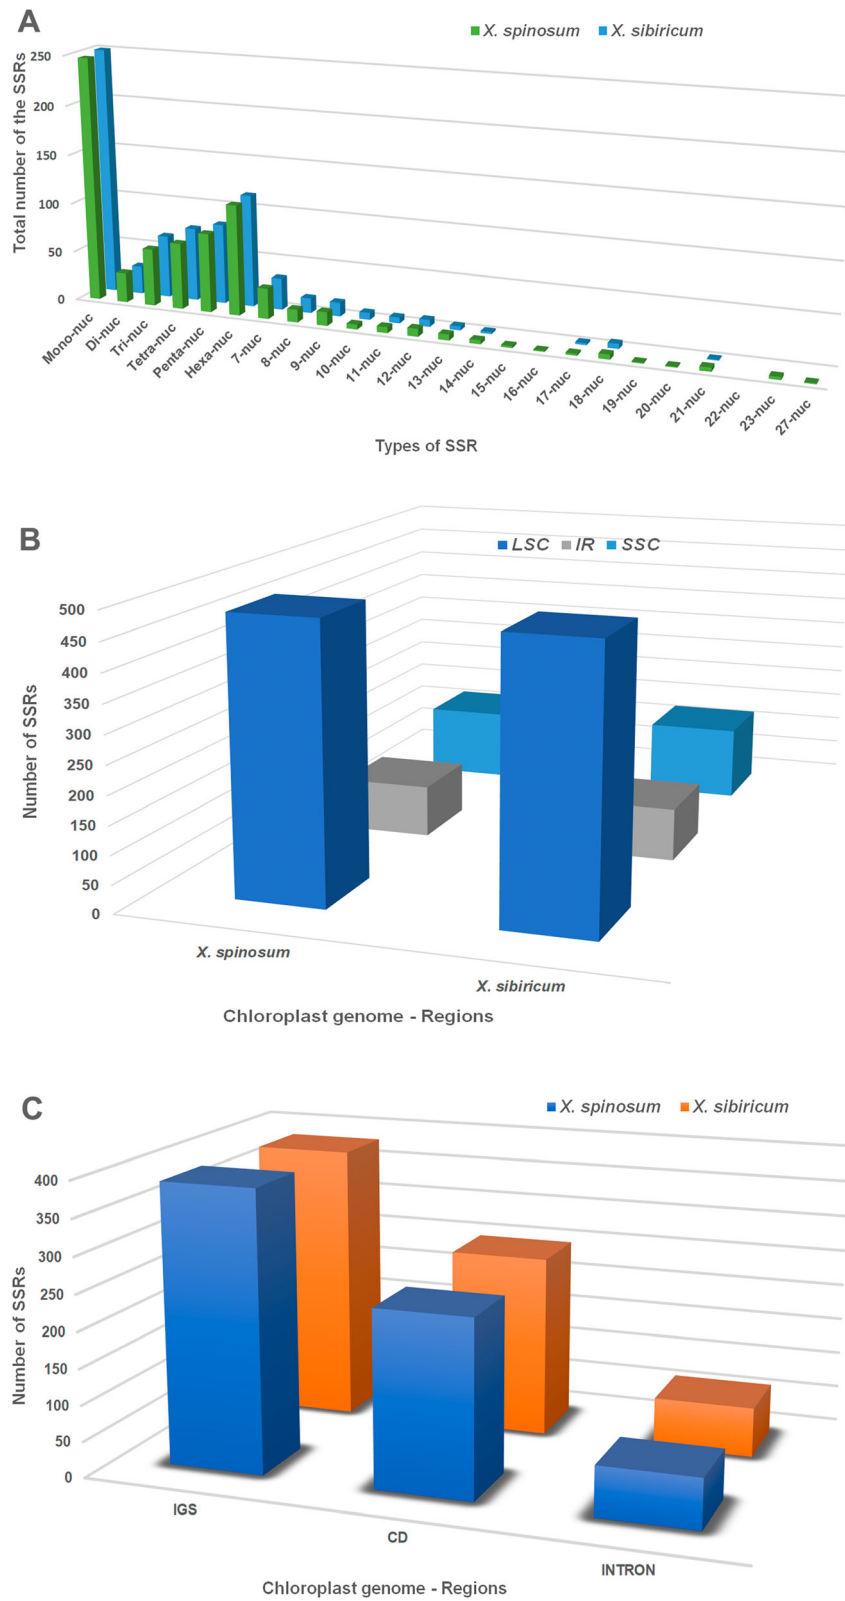 A
X. spinosum X. sibiricum
Total number of the SSRs
250
200
150
100
50
0
Mono-nuc
Di-nuc
Tri-nuc
Tetra-nuc
Penta-nuc
Hexa-nuc
7-nuc
8-nuc
9-nuc
10-nuc
11-nuc
12-nuc
13-nuc
14-nuc
15-nuc
16-nuc
17-nuc
18-nuc
19-nuc
20-nuc
21-nuc
22-nuc
23-nuc
27-nuc
Types of SSR
B
LSC IR SSC
Number of SSRs
500
450
400
350
300
250
200
150
100
50
0
X. spinosum
X. sibiricum
Chloroplast genome - Regions
C
X. spinosum X. sibiricum
Number of SSRs
400
350
300
250
200
150
100
50
0
IGS
CD
INTRON
Chloroplast genome - Regions